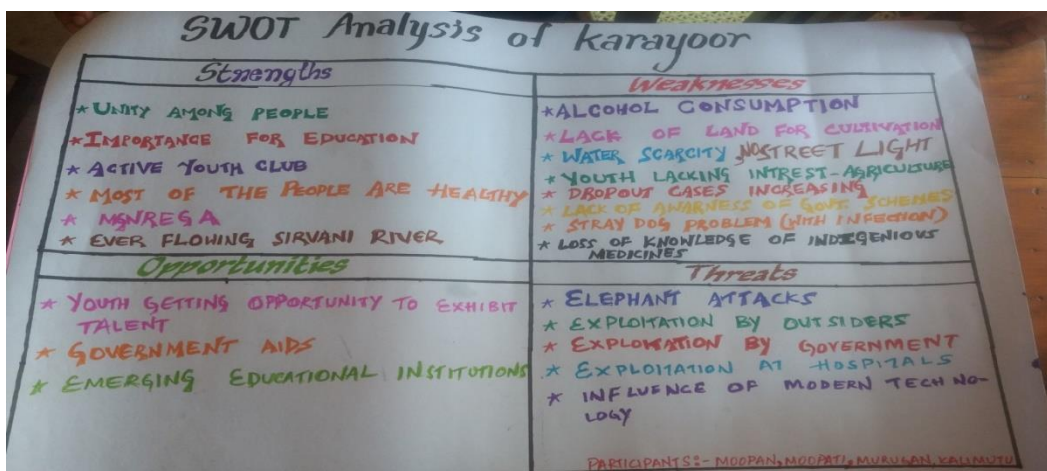 SWOT Analysis of Karayoor
Strengths
* UNITY AMONG PEOPLE
* IMPORTANCE FOR EDUCATION
* ACTIVE YOUTH CLUB
* MOST OF THE PEOPLE ARE HEALTHY
* MGNREGA
* EVER FLOWING SIRVANI RIVER
Weaknesses
* ALCOHOL CONSUMPTION
* LACK OF LAND FOR CULTIVATION
* WATER SCARCITY NO STREET LIGHT
* YOUTH LACKING INTREST-AGRICULTURE
* DROPOUT CASES INCREASING
* LACK OF AWARNESS OF GOVT. SCHEMES
* STRAY DOG PROBLEM (WITH INFECTION)
* LOSS OF KNOWLEDGE OF INDIGENIOUS
MEDICINES
Opportunities
* YOUTH GETTING OPPORTUNITY TO EXHIBIT
TALENT
* GOVERNMENT AIDS
* EMERGING EDUCATIONAL INSTITUTIONS
Threats
* ELEPHANT ATTACKS
* EXPLOITATION BY OUTSIDERS
* EXPLOITATION BY GOVERNMENT
* EXPLOITATION AT HOSPITALS
* INFLUENCE OF MODERN TECHNO-
LOGY
PARTICIPANTS:- MOOPAN, MOOPATI, MURUGAN, KALIMUTU